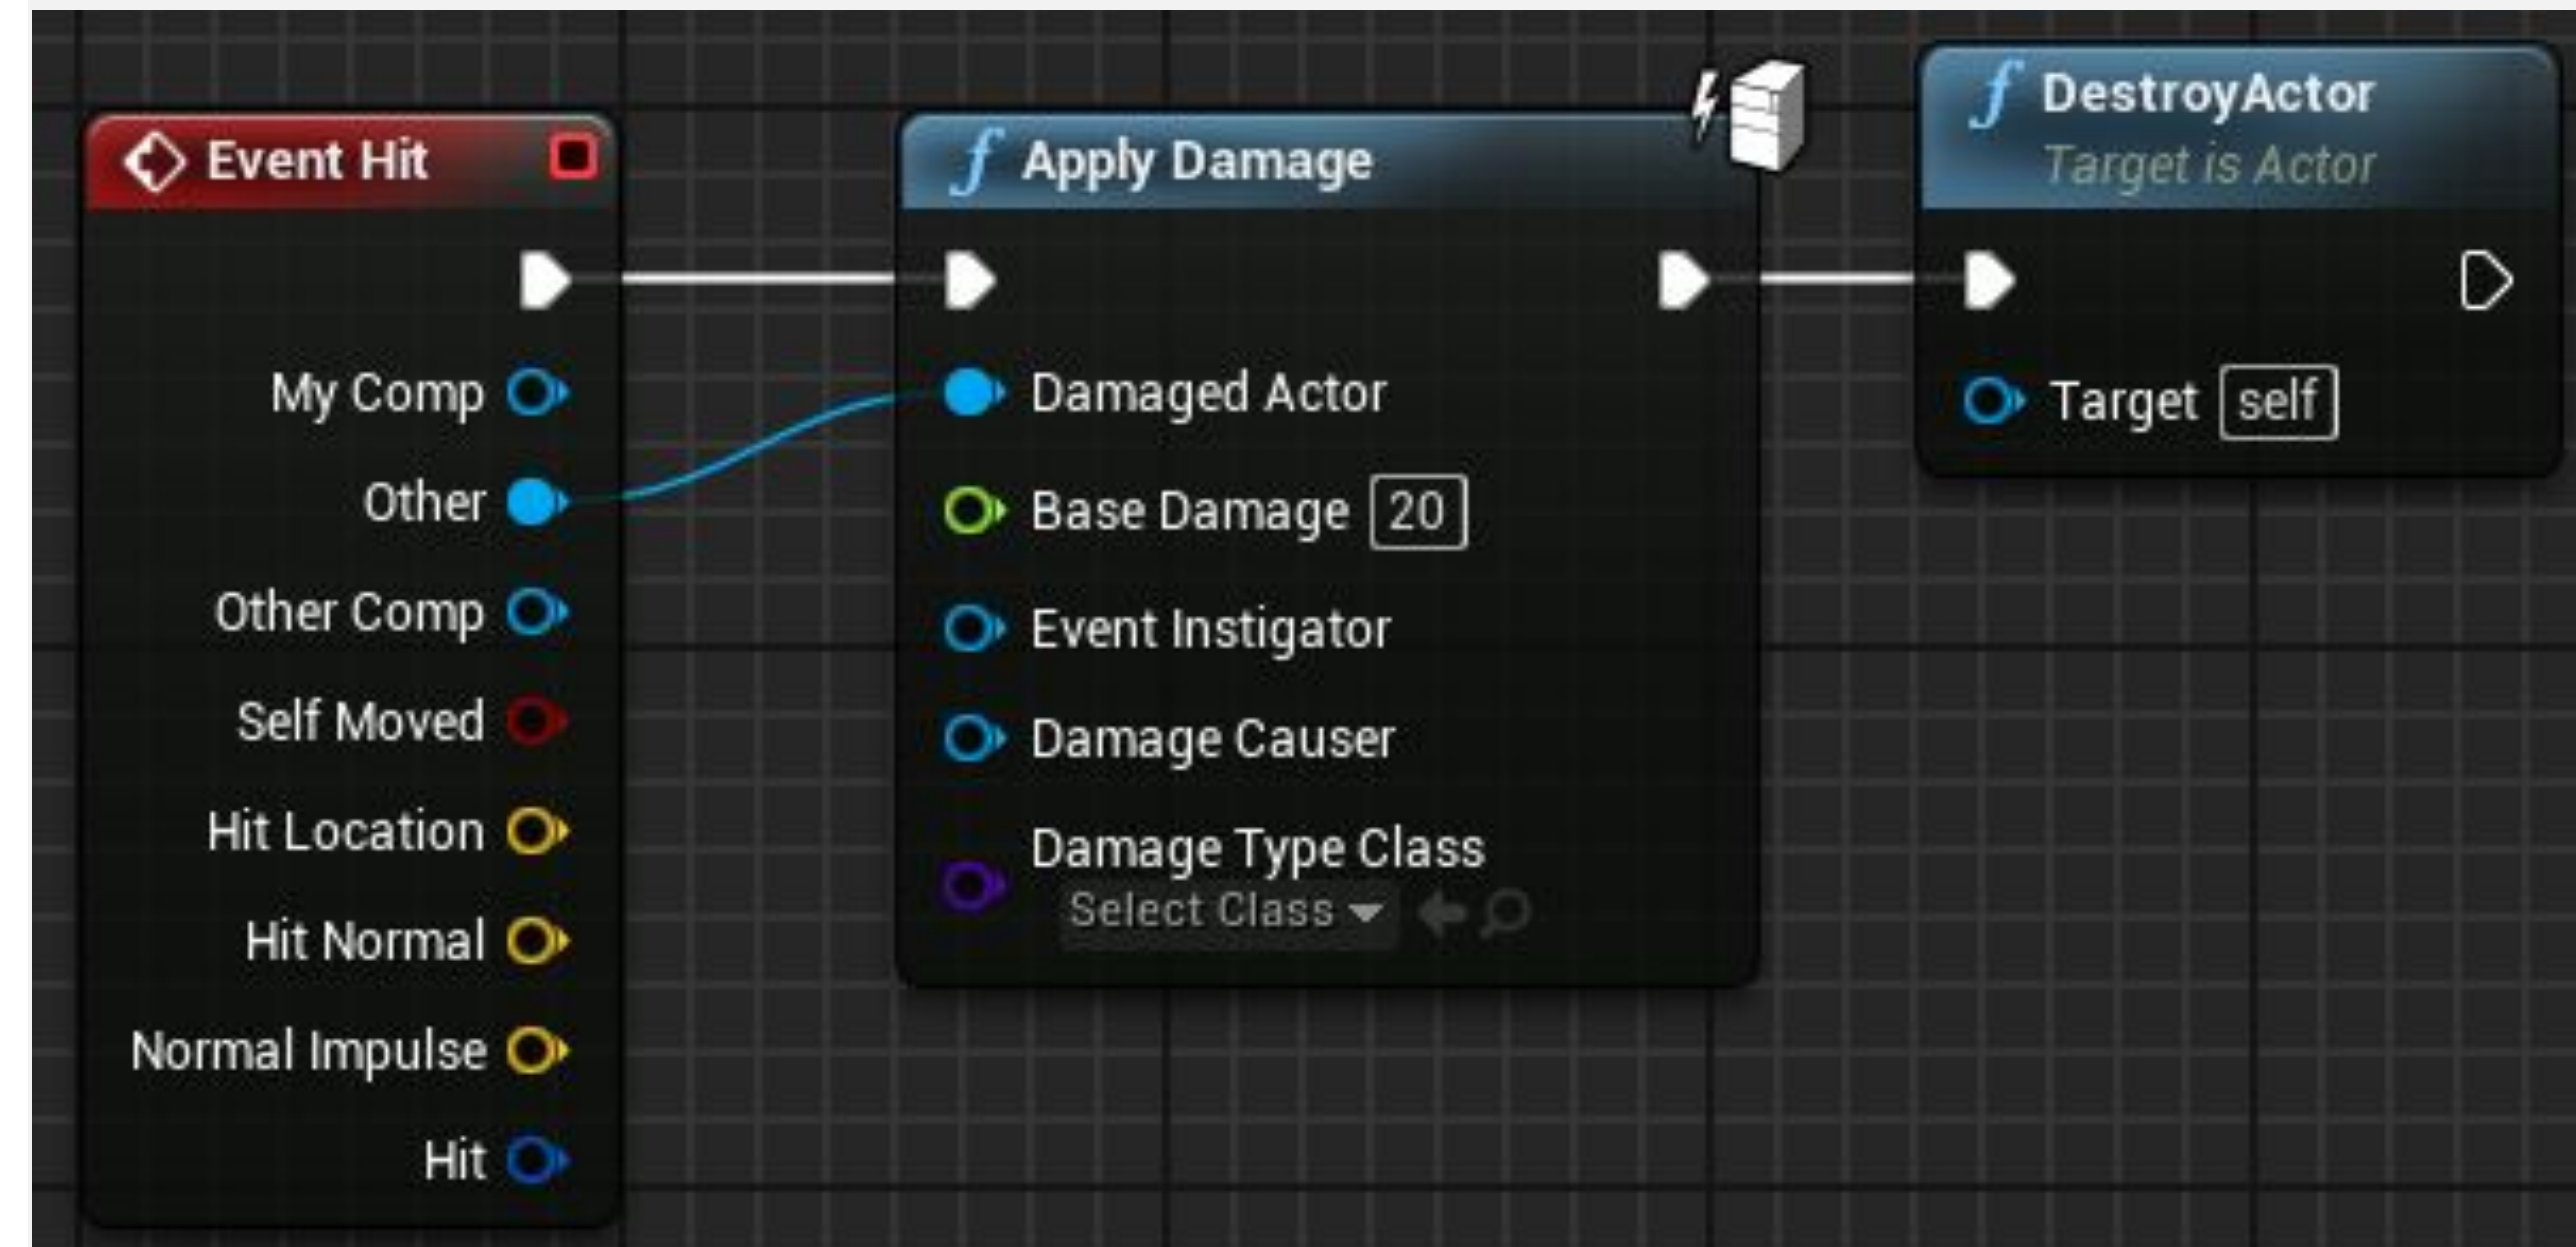 Event Hit
My Comp
Other
Other Comp
Self Moved
Hit Location
Hit Normal
Normal Impulse
Hit
f Apply Damage
Damaged Actor
Base Damage 20
Event Instigator
Damage Causer
Damage Type Class
Select Class
f DestroyActor
Target is Actor
Target self